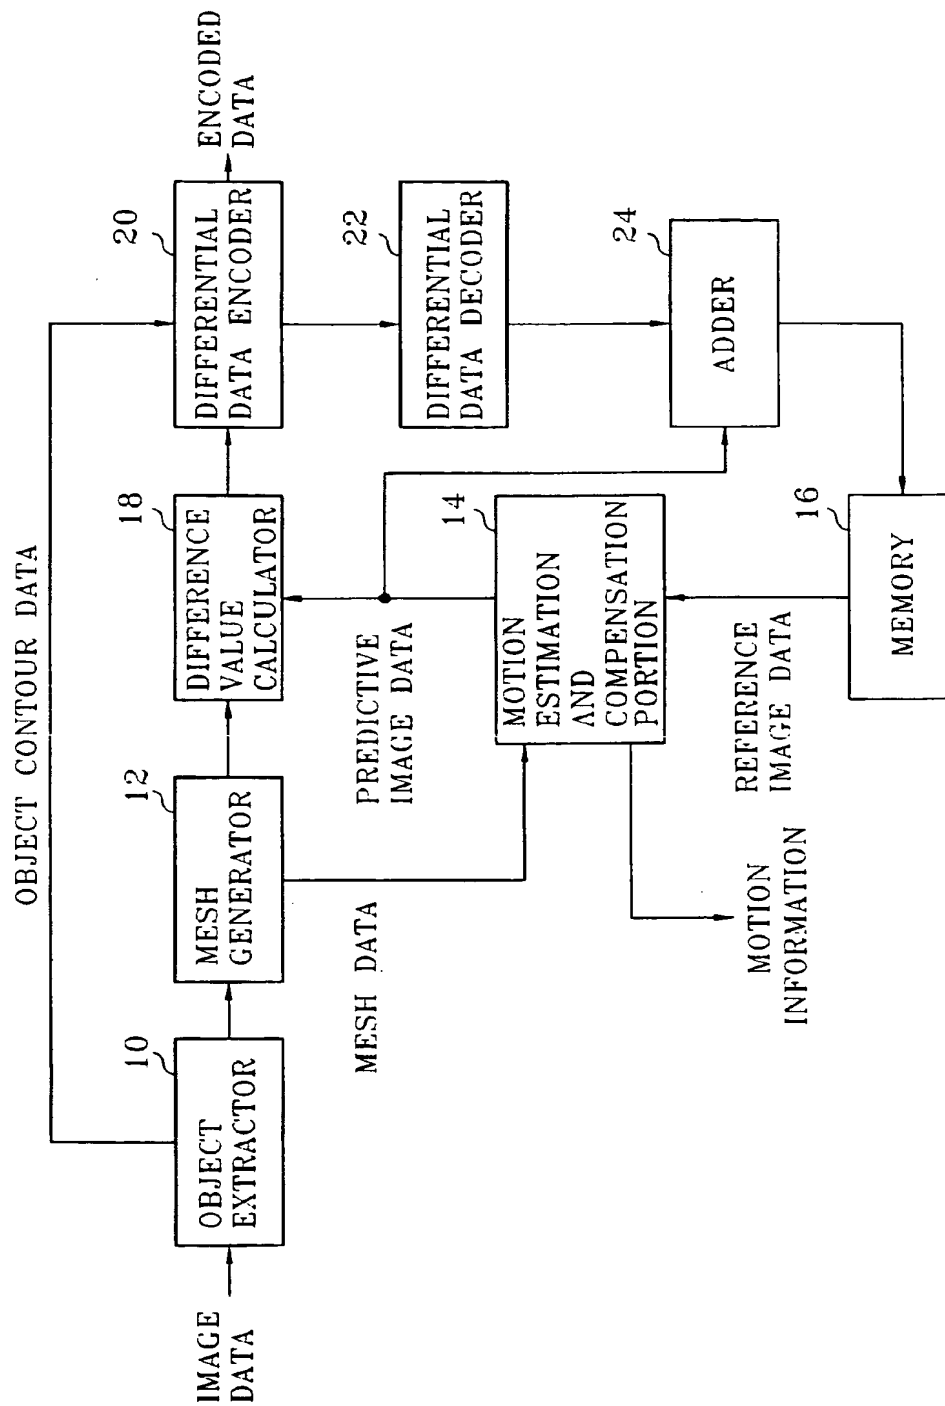 OBJECT CONTOUR DATA
IMAGE
DATA
10
OBJECT
EXTRACTOR
12
MESH
GENERATOR
18
DIFFERENCE
VALUE
CALCULATOR
20
DIFFERENTIAL
DATA ENCODER
ENCODED
DATA
MESH DATA
PREDICTIVE
IMAGE DATA
22
DIFFERENTIAL
DATA DECODER
14
MOTION
ESTIMATION
AND
COMPENSATION
PORTION
24
ADDER
MOTION
INFORMATION
REFERENCE
IMAGE DATA
16
MEMORY